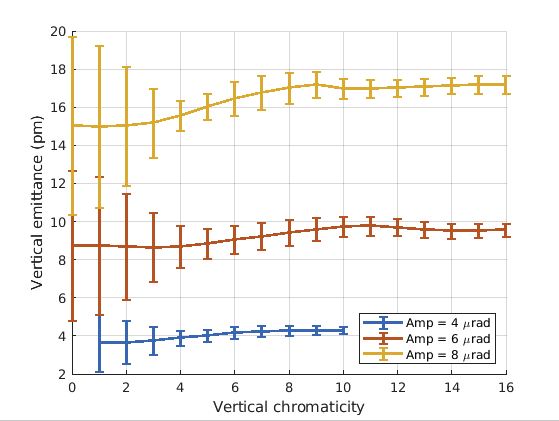 20
18
16
14
12
10
8
6
4
2
Vertical emittance (pm)
Amp = 4 μrad
Amp = 6 μrad
Amp = 8 μrad
0 2 4 6 8 10 12 14 16
Vertical chromaticity